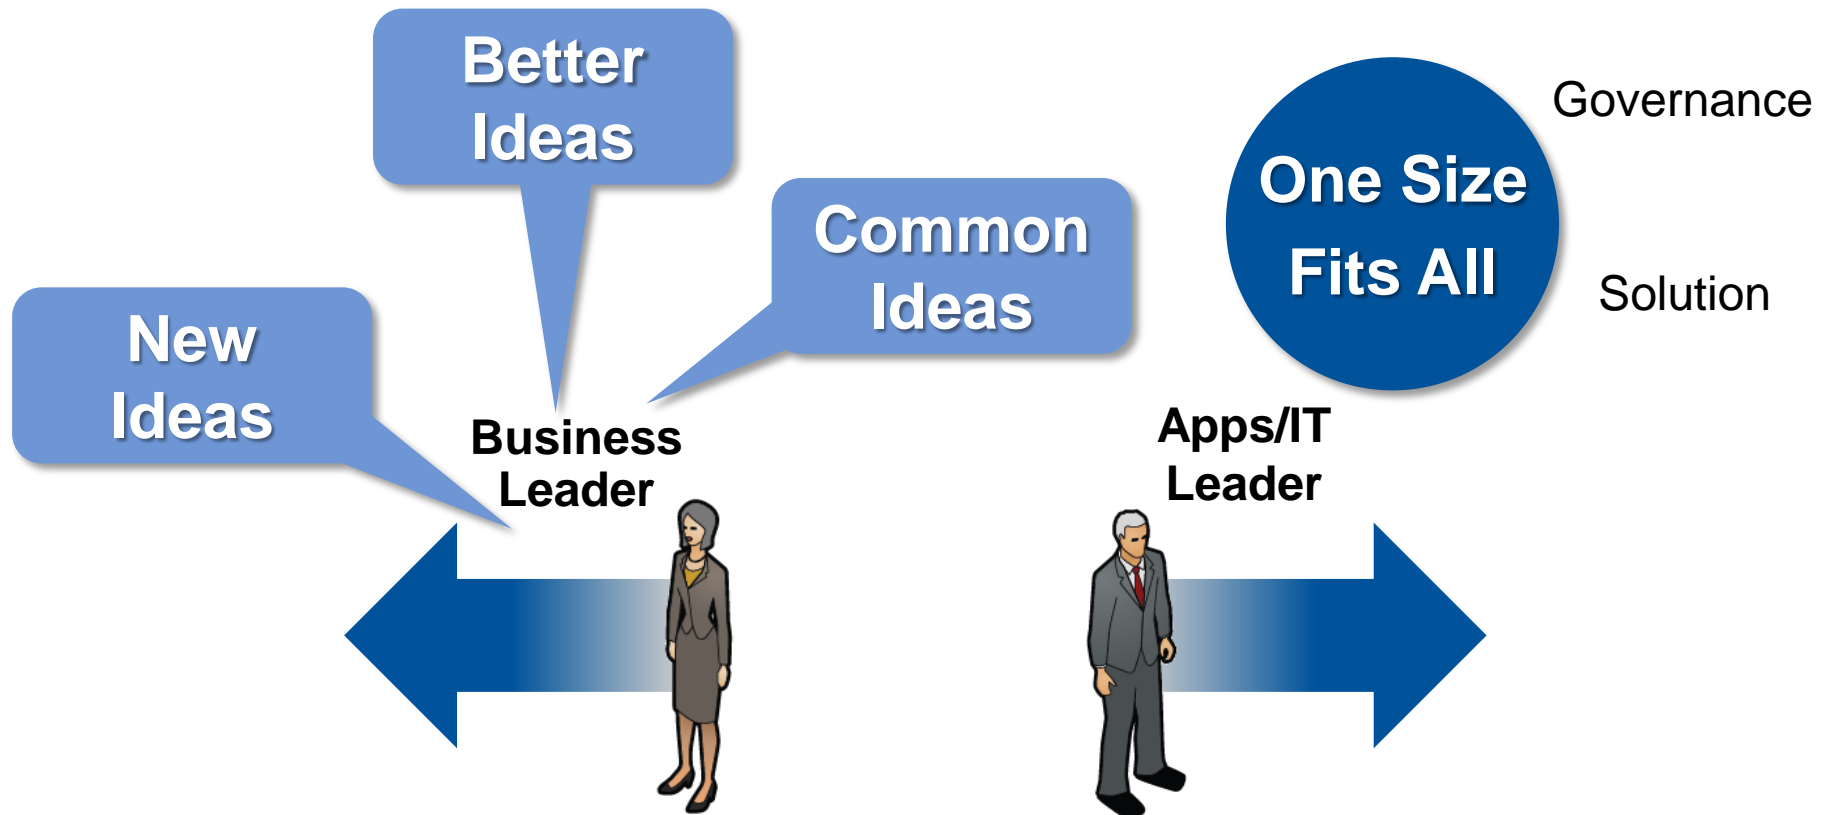 Better
Ideas
Common
Ideas
New
Ideas
Business
Leader
One Size
Fits All
Governance
Solution
Apps/IT
Leader